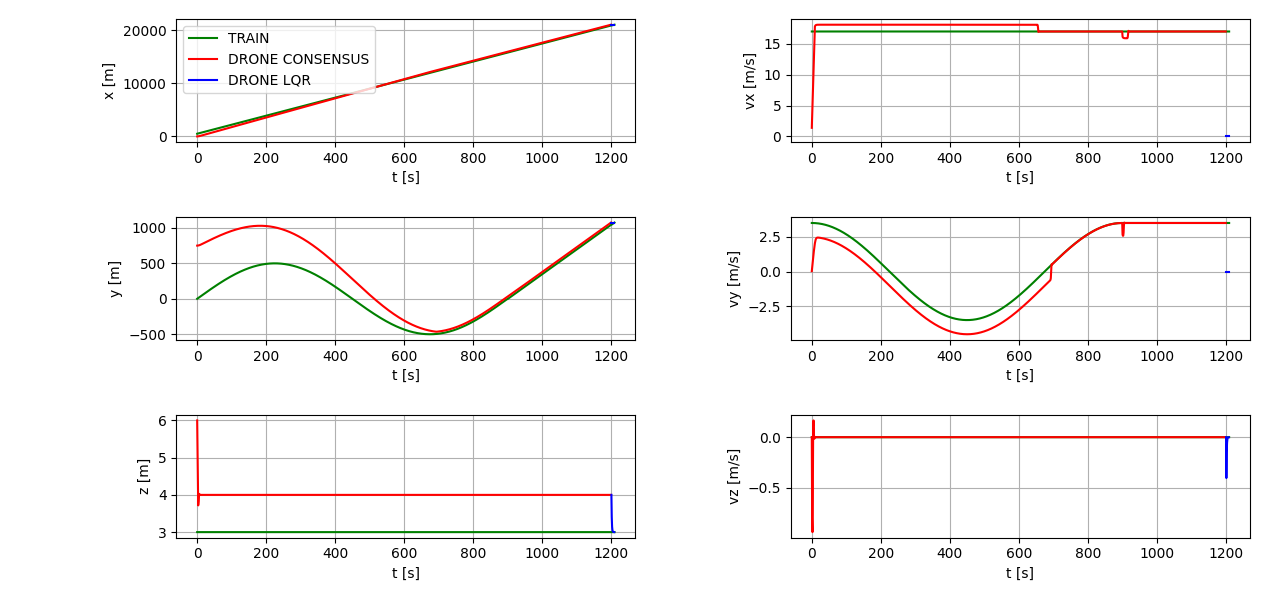 20000
10000
0
x [m]
TRAIN
DRONE CONSENSUS
DRONE LQR
0 200 400 600 800 1000 1200
t [s]
15
10
5
0
vx [m/s]
0 200 400 600 800 1000 1200
t [s]
1000
500
0
−500
y [m]
0 200 400 600 800 1000 1200
t [s]
2.5
0.0
−2.5
vy [m/s]
0 200 400 600 800 1000 1200
t [s]
6
5
4
3
z [m]
0 200 400 600 800 1000 1200
t [s]
0.0
−0.5
vz [m/s]
0 200 400 600 800 1000 1200
t [s]